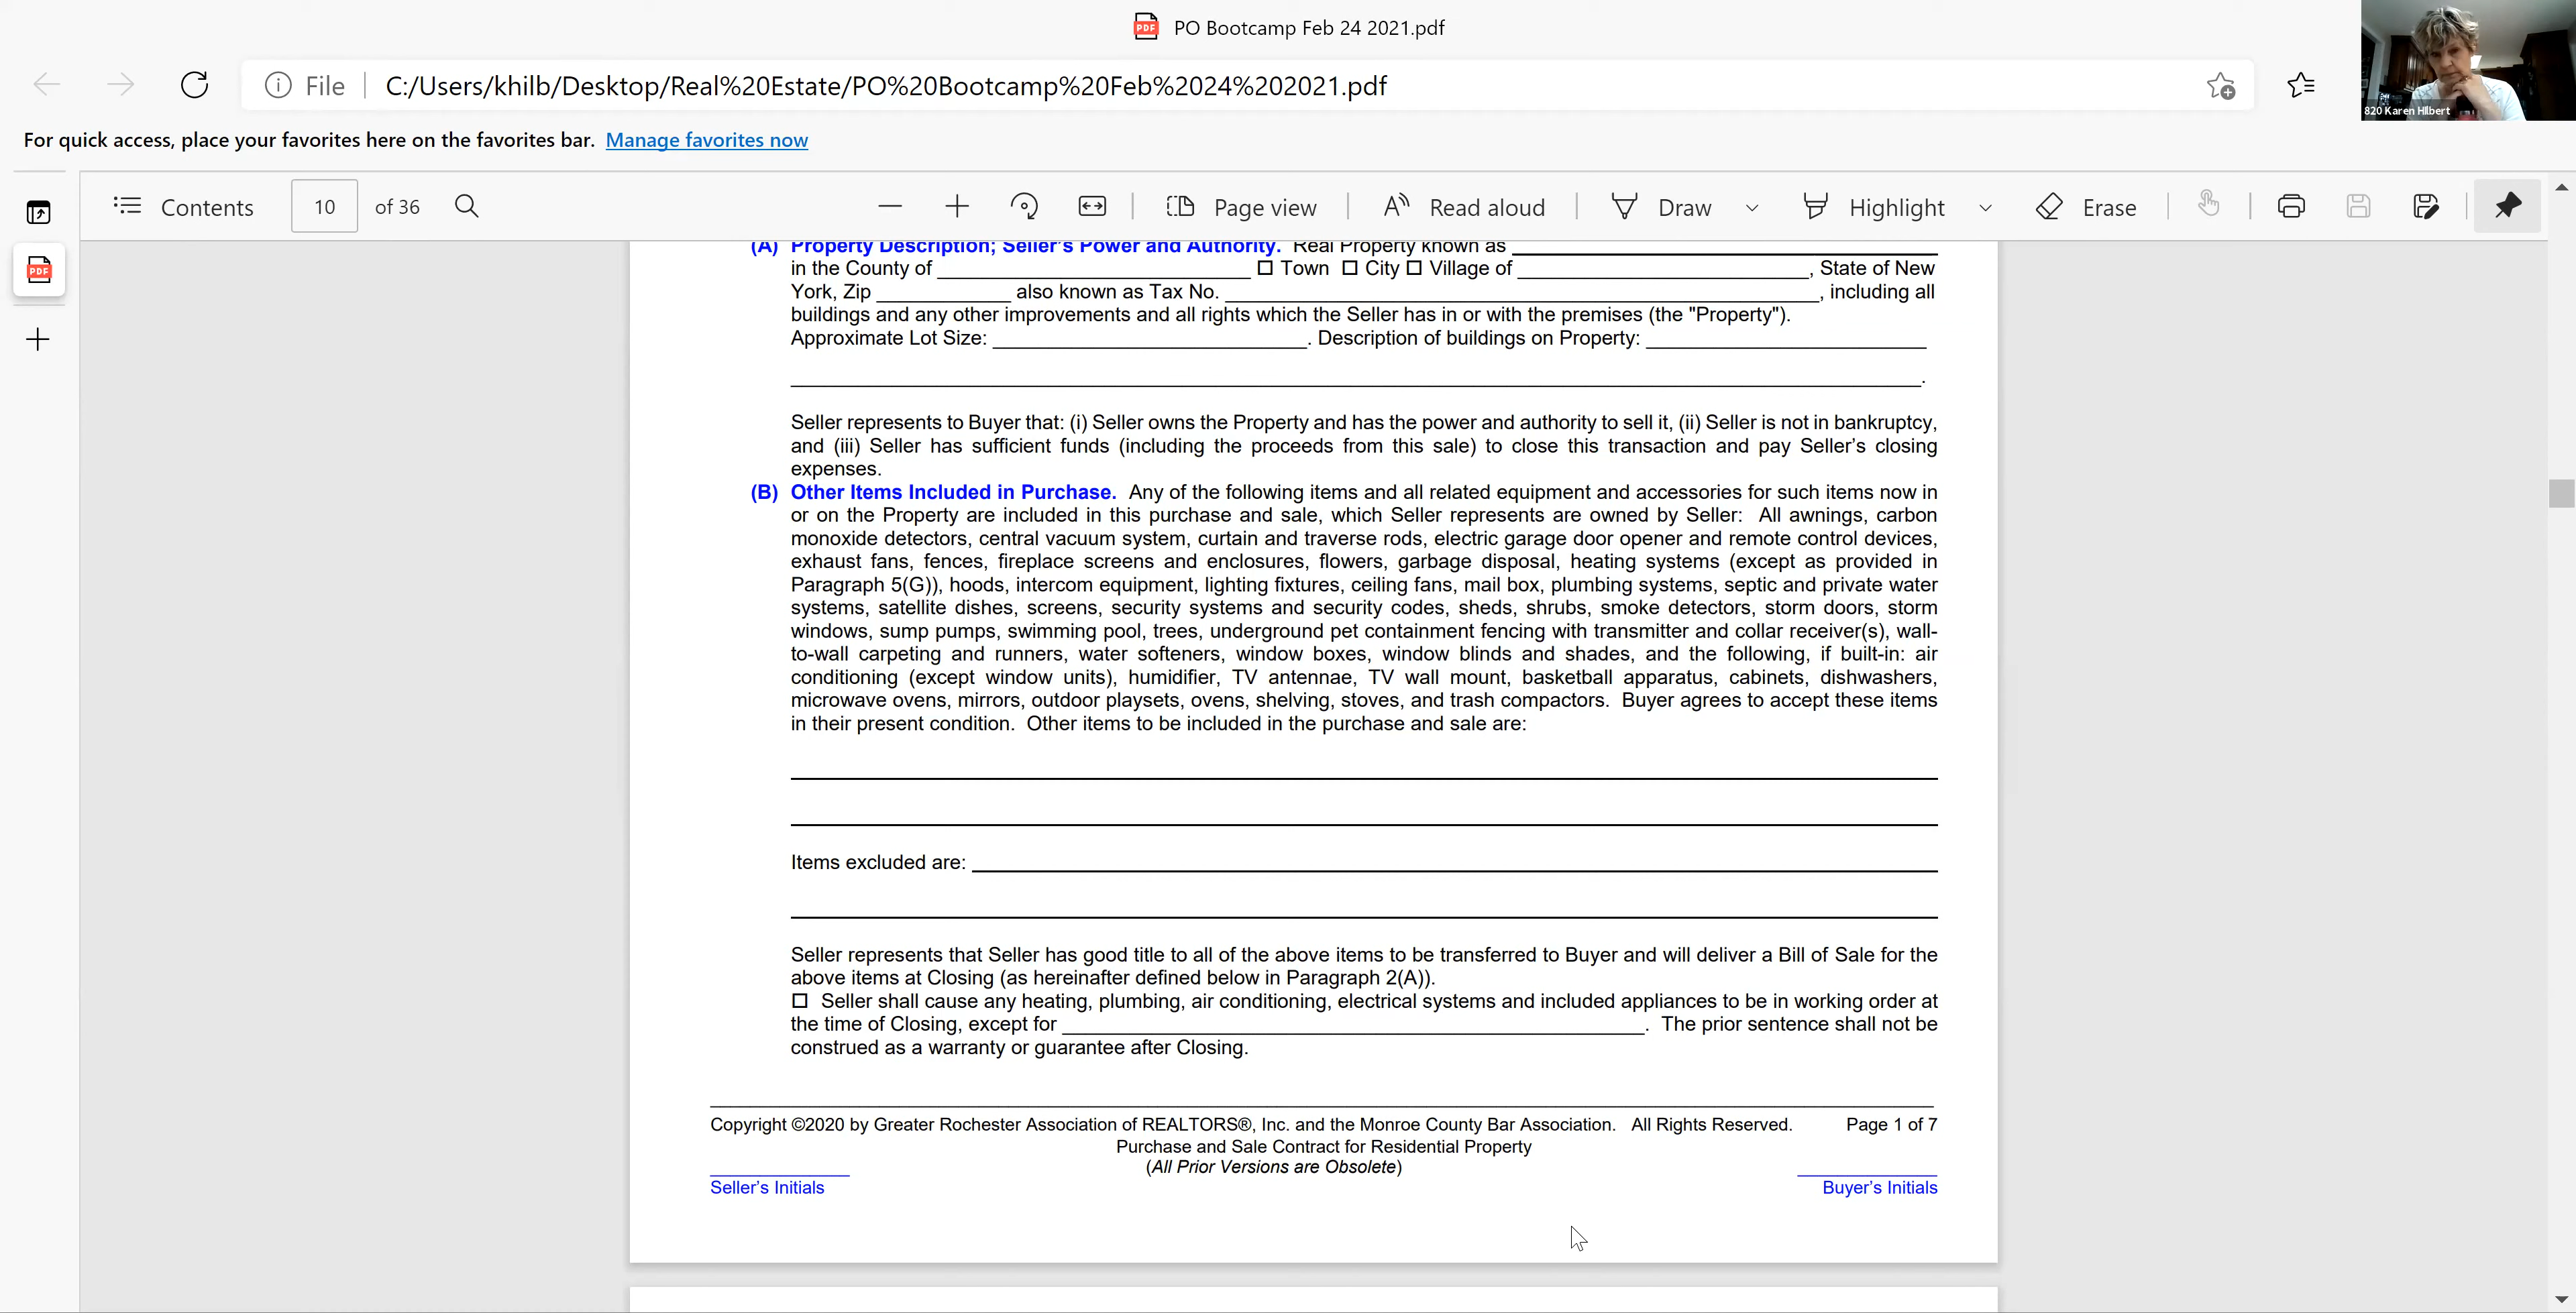 PO Bootcamp Feb 24 2021.pdf
File
C:/Users/khilb/Desktop/Real%20Estate/PO%20Bootcamp%20Feb%2024%202021.pdf
820 Karen Hilbert
For quick access, place your favorites here on the favorites bar. Manage favorites now
Contents 10 of 36 Page view Read aloud Draw Highlight Erase
(A) Property Description; Seller's Power and Authority. Real Property known as ____________
in the County of ____________ ☐ Town ☐ City ☐ Village of ____________, State of New
York, Zip ____________ also known as Tax No. ____________, including all
buildings and any other improvements and all rights which the Seller has in or with the premises (the "Property").
Approximate Lot Size: ____________. Description of buildings on Property: ____________
____________.
Seller represents to Buyer that: (i) Seller owns the Property and has the power and authority to sell it, (ii) Seller is not in bankruptcy,
and (iii) Seller has sufficient funds (including the proceeds from this sale) to close this transaction and pay Seller's closing
expenses.
(B) Other Items Included in Purchase. Any of the following items and all related equipment and accessories for such items now in
or on the Property are included in this purchase and sale, which Seller represents are owned by Seller: All awnings, carbon
monoxide detectors, central vacuum system, curtain and traverse rods, electric garage door opener and remote control devices,
exhaust fans, fences, fireplace screens and enclosures, flowers, garbage disposal, heating systems (except as provided in
Paragraph 5(G)), hoods, intercom equipment, lighting fixtures, ceiling fans, mail box, plumbing systems, septic and private water
systems, satellite dishes, screens, security systems and security codes, sheds, shrubs, smoke detectors, storm doors, storm
windows, sump pumps, swimming pool, trees, underground pet containment fencing with transmitter and collar receiver(s), wall-
to-wall carpeting and runners, water softeners, window boxes, window blinds and shades, and the following, if built-in: air
conditioning (except window units), humidifier, TV antennae, TV wall mount, basketball apparatus, cabinets, dishwashers,
microwave ovens, mirrors, outdoor playsets, ovens, shelving, stoves, and trash compactors. Buyer agrees to accept these items
in their present condition. Other items to be included in the purchase and sale are:
Items excluded are: ____________
Seller represents that Seller has good title to all of the above items to be transferred to Buyer and will deliver a Bill of Sale for the
above items at Closing (as hereinafter defined below in Paragraph 2(A)).
☐ Seller shall cause any heating, plumbing, air conditioning, electrical systems and included appliances to be in working order at
the time of Closing, except for ____________. The prior sentence shall not be
construed as a warranty or guarantee after Closing.
Copyright ©2020 by Greater Rochester Association of REALTORS®, Inc. and the Monroe County Bar Association. All Rights Reserved. Page 1 of 7
Purchase and Sale Contract for Residential Property
(All Prior Versions are Obsolete)
Seller's Initials Buyer's Initials